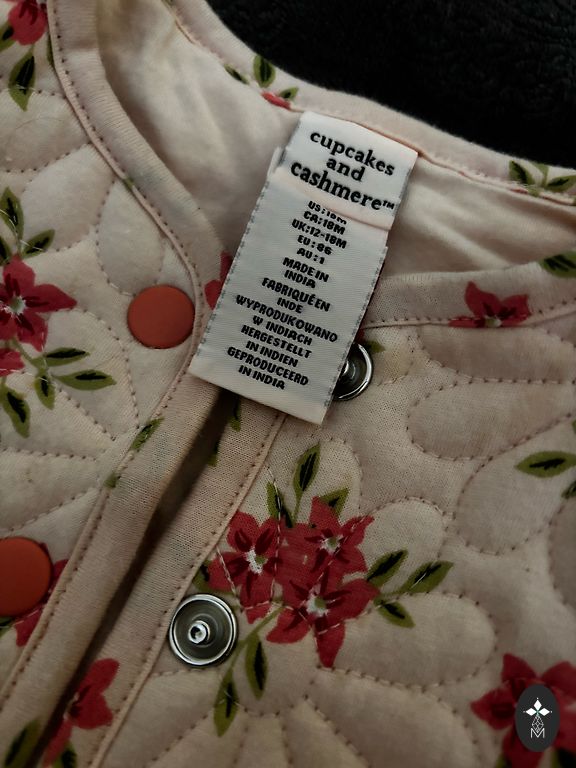 cupcakes
and
cashmere™
US:18M
CA:18M
UK:12-18M
EU:86
AU:1
MADE IN
INDIA
FABRIQUÉ EN
INDE
WYPRODUKOWANO
W INDIACH
HERGESTELLT
IN INDIEN
GEPRODUCEERD
IN INDIA
M